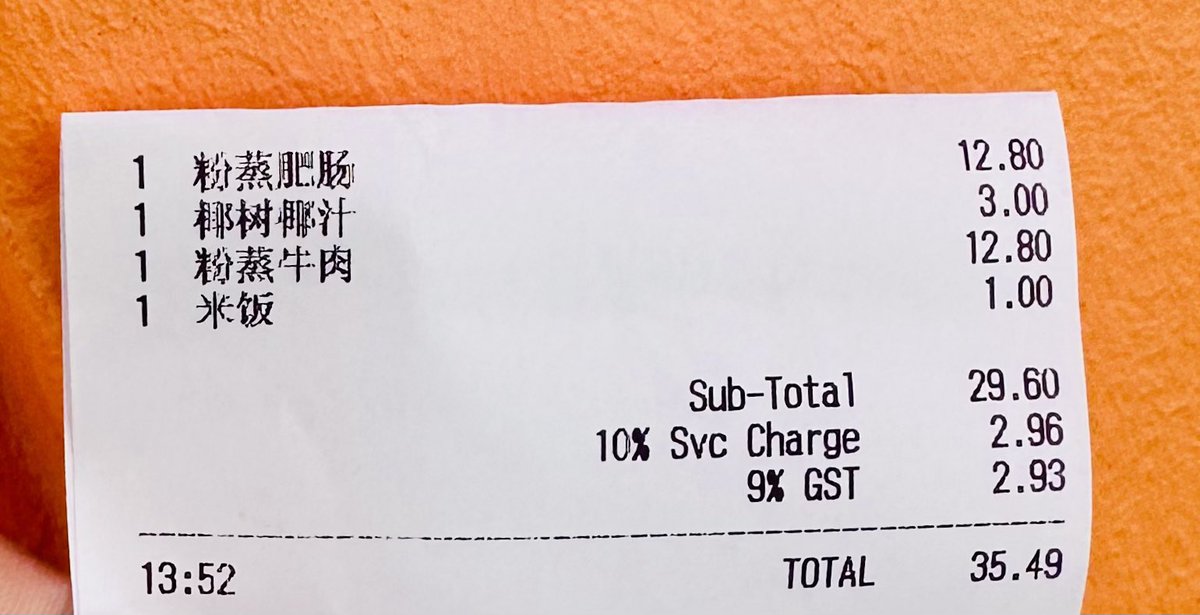 1 粉蒸肥肠 12.80
1 椰树椰汁 3.00
1 粉蒸牛肉 12.80
1 米饭 1.00
Sub-Total 29.60
10% Svc Charge 2.96
9% GST 2.93
13:52 TOTAL 35.49